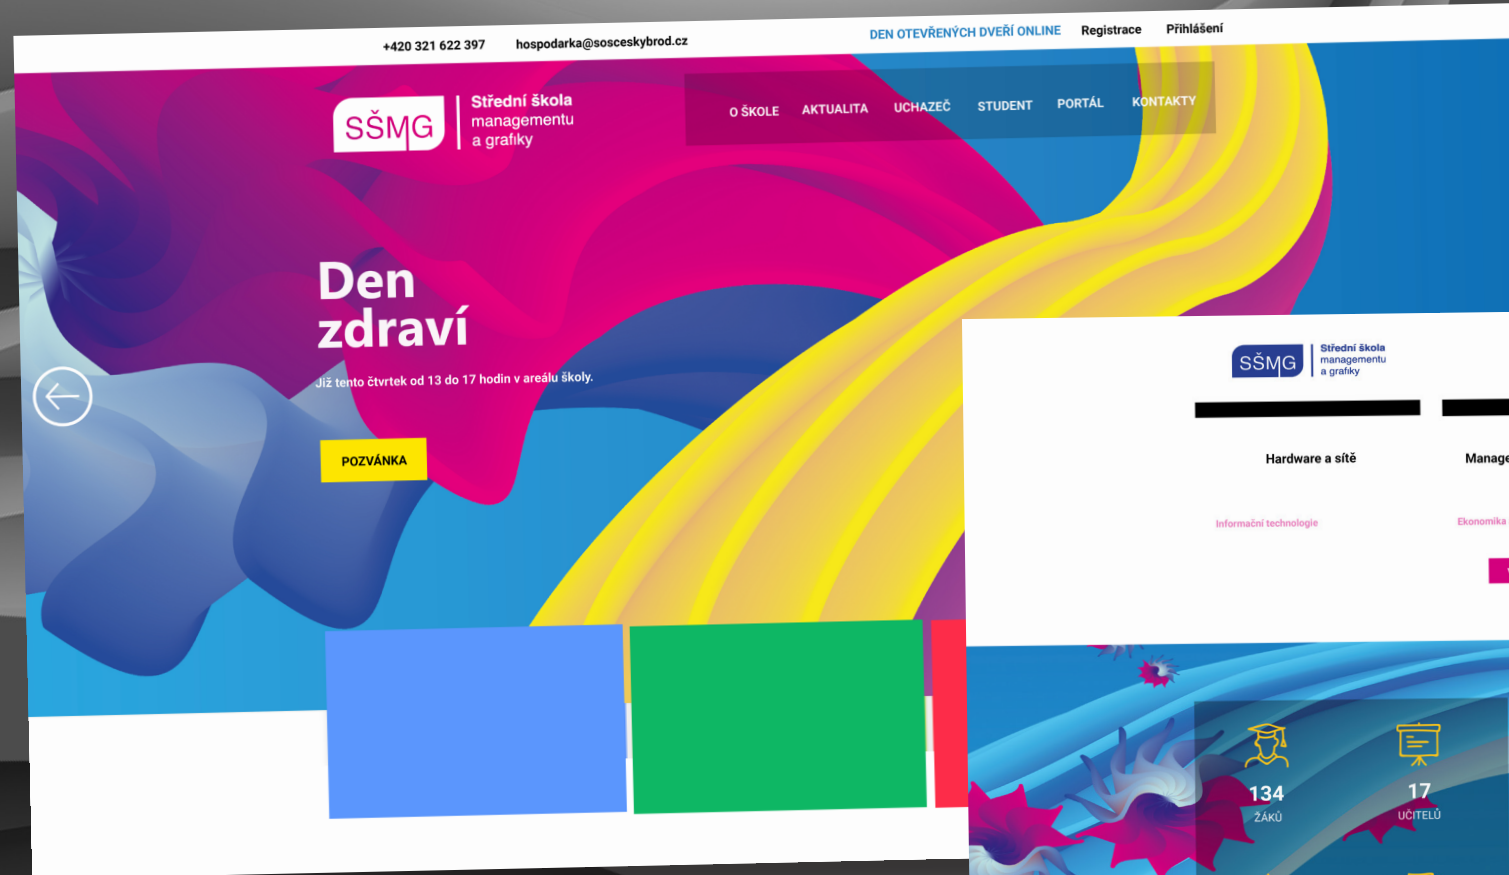 +420 321 622 397 hospodarka@sosceskybrod.cz DEN OTEVŘENÝCH DVEŘÍ ONLINE Registrace Přihlášení
SŠMG
Střední škola
managementu
a grafiky
O ŠKOLE AKTUALITA UCHAZEČ STUDENT PORTÁL KONTAKTY
Den
zdraví
Již tento čtvrtek od 13 do 17 hodin v areálu školy.
POZVÁNKA
SŠMG
Střední škola
managementu
a grafiky
Hardware a sítě
Informační technologie Ekonomika
134 17
ŽÁKŮ UČITELŮ